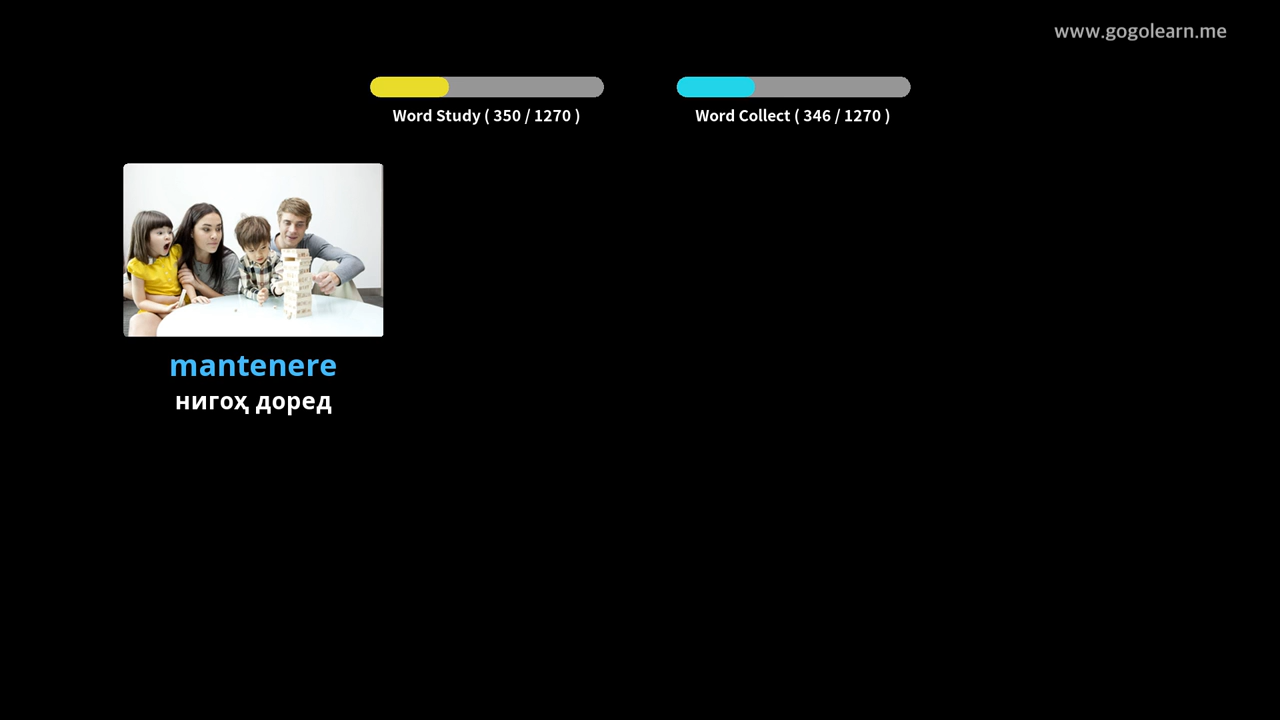 www.gogolearn.me
Word Study ( 350 / 1270 )
Word Collect ( 346 / 1270 )
mantenere
нигоҳ доред